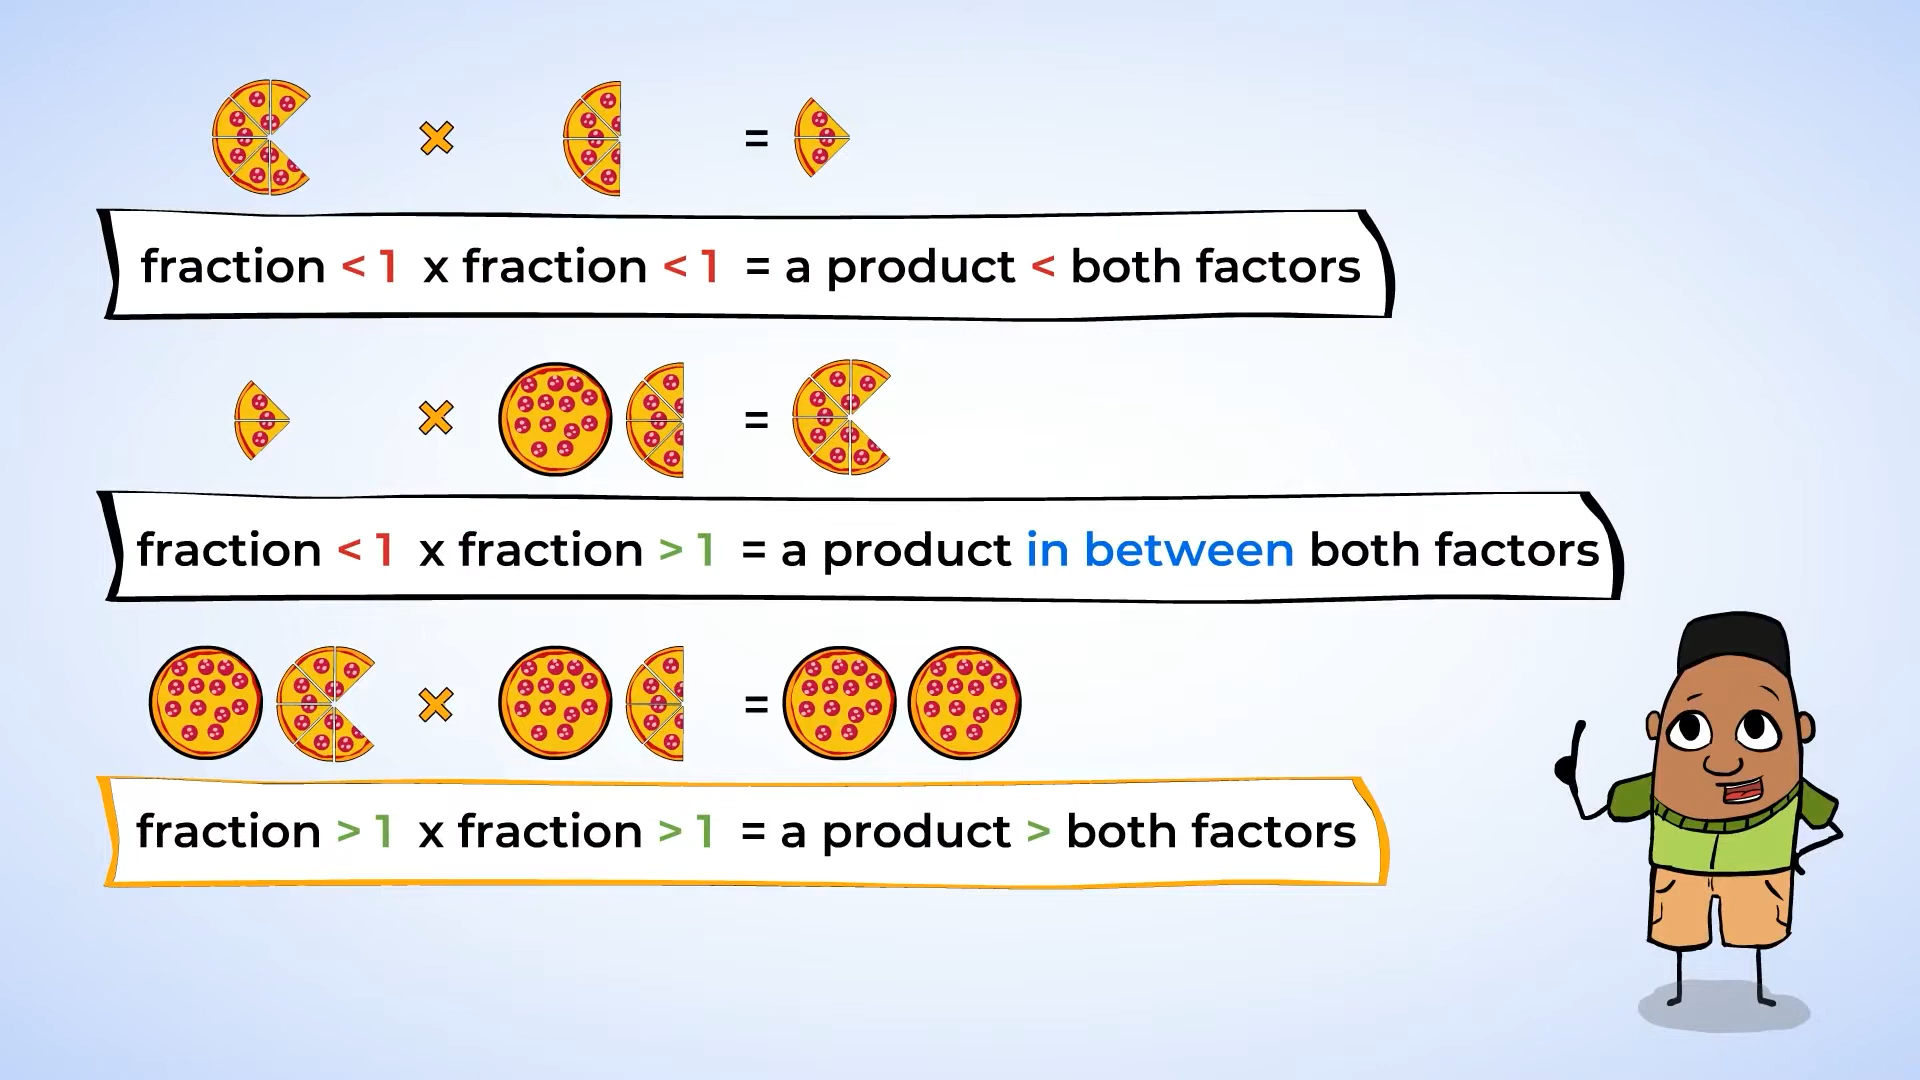 fraction < 1 x fraction < 1 = a product < both factors
fraction < 1 x fraction > 1 = a product in between both factors
fraction > 1 x fraction > 1 = a product > both factors